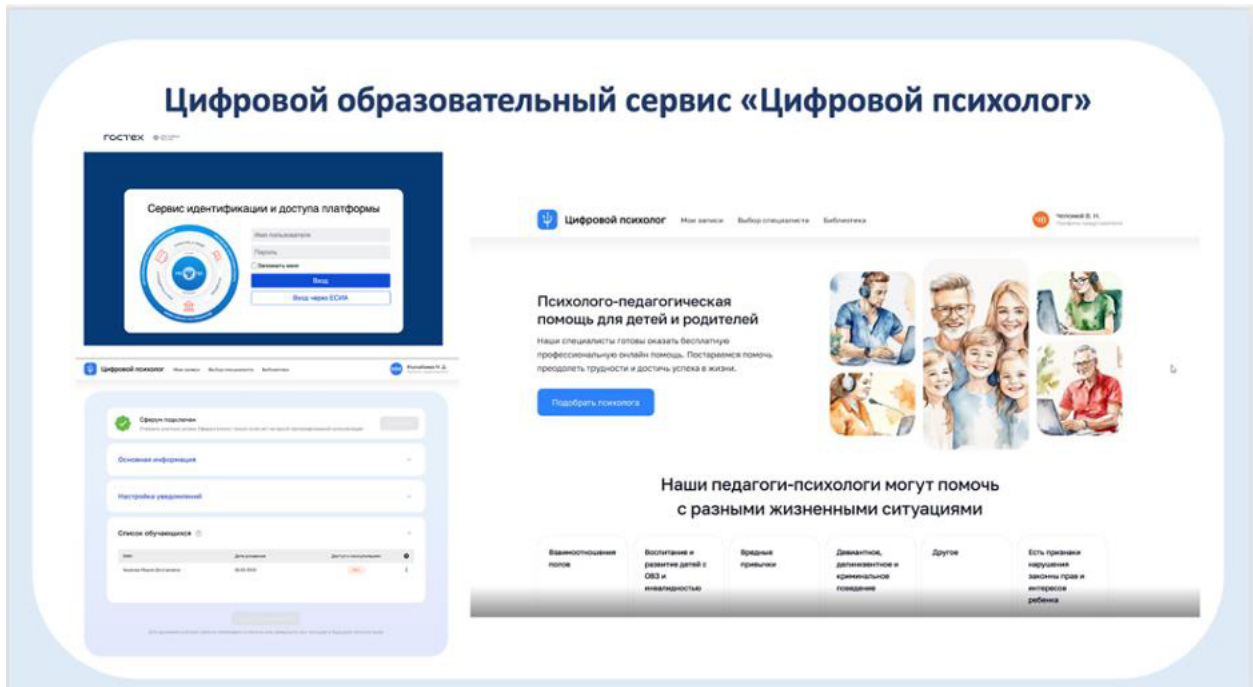 Цифровой образовательный сервис «Цифровой психолог»
ГОСТЕХ
Сервис идентификации и доступа платформы
Имя пользователя
Пароль
Запомнить меня
Вход
Вход через ЕСИА
Цифровой психолог Мои записи Выбор специалиста Библиотека
Сферум подключен
Основная информация
Настройка уведомлений
Список обучающихся
ФИО Дата рождения Доступ к консультациям
Цифровой психолог Мои записи Выбор специалиста Библиотека
ЧВ Челомей В. Н.
Психолого-педагогическая
помощь для детей и родителей
Наши специалисты готовы оказать бесплатную
профессиональную онлайн помощь. Постараемся помочь
преодолеть трудности и достичь успеха в жизни.
Подобрать психолога
Наши педагоги-психологи могут помочь
с разными жизненными ситуациями
Взаимоотношения
полов
Воспитание и
развитие детей с
ОВЗ и
инвалидностью
Вредные
привычки
Девиантное,
делинквентное и
криминальное
поведение
Другое
Есть признаки
нарушения
законны прав и
интересов
ребенка